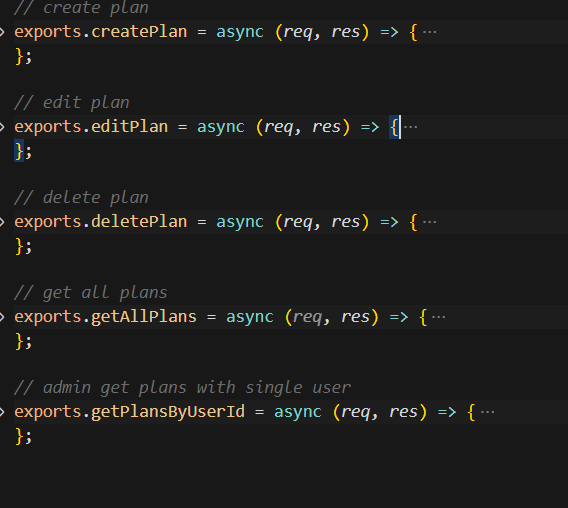 // create plan
exports.createPlan = async (req, res) => { ···
};
// edit plan
exports.editPlan = async (req, res) => { ···
};
// delete plan
exports.deletePlan = async (req, res) => { ···
};
// get all plans
exports.getAllPlans = async (req, res) => { ···
};
// admin get plans with single user
exports.getPlansByUserId = async (req, res) => { ···
};